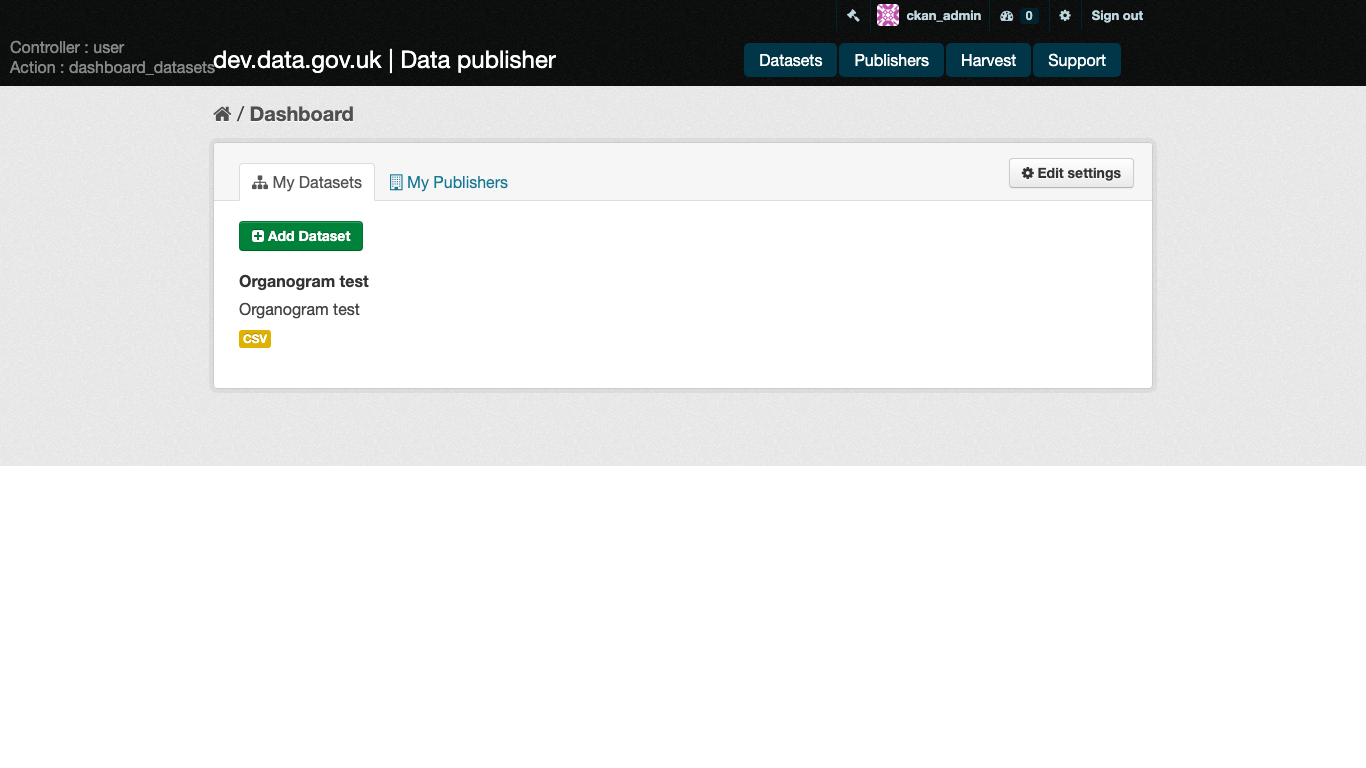 ckan_admin 0 Sign out
Controller : user
Action : dashboard_datasets
dev.data.gov.uk | Data publisher
Datasets Publishers Harvest Support
/ Dashboard
My Datasets My Publishers Edit settings
Add Dataset
Organogram test
Organogram test
CSV